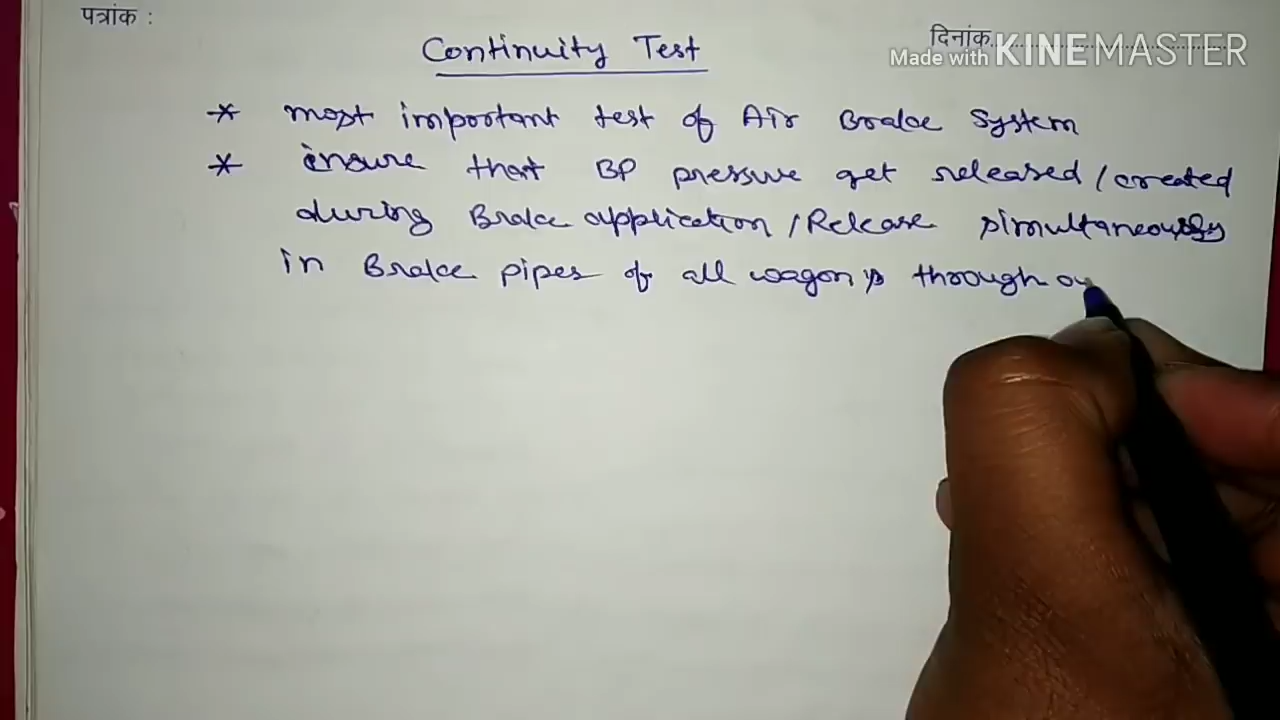 पत्रांक :
दिनांक..............................
Made with KINEMASTER
Continuity Test
* most important test of Air Brake System
* ensure that BP pressure get released / created
during Brake application / Release simultaneously
in Brake pipes of all wagons through ou